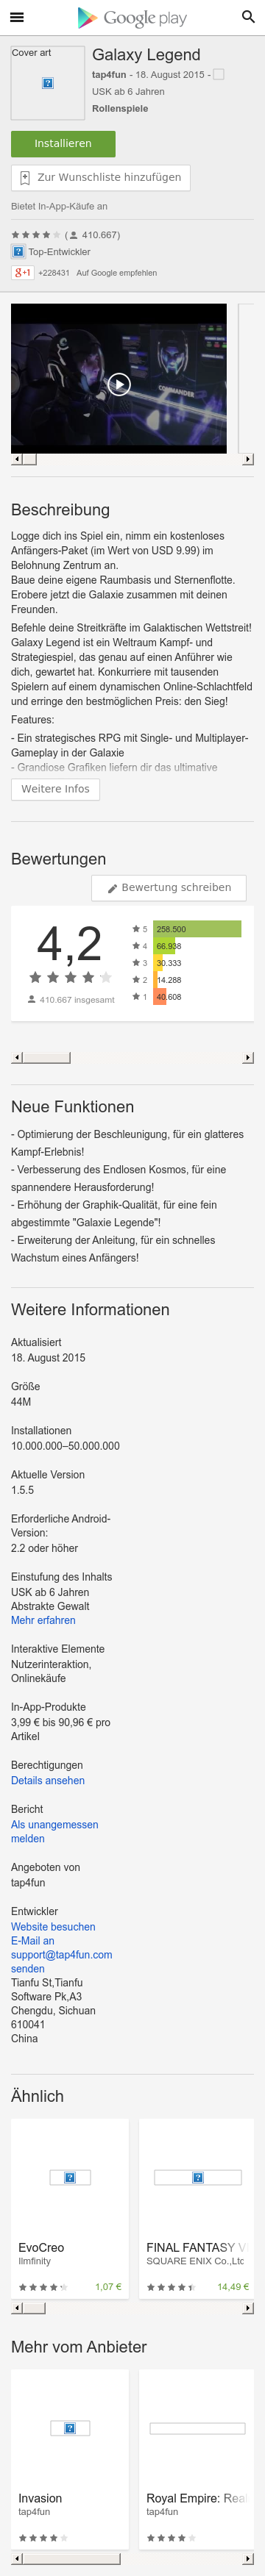 Google play
Cover art
Galaxy Legend
tap4fun - 18. August 2015 -
USK ab 6 Jahren
Rollenspiele
Installieren
Zur Wunschliste hinzufügen
Bietet In-App-Käufe an
( 410.667)
Top-Entwickler
g+1 +228431 Auf Google empfehlen
COMMANDER
Beschreibung
Logge dich ins Spiel ein, nimm ein kostenloses
Anfängers-Paket (im Wert von USD 9.99) im
Belohnung Zentrum an.
Baue deine eigene Raumbasis und Sternenflotte.
Erobere jetzt die Galaxie zusammen mit deinen
Freunden.
Befehle deine Streitkräfte im Galaktischen Wettstreit!
Galaxy Legend ist ein Weltraum Kampf- und
Strategiespiel, das genau auf einen Anführer wie
dich, gewartet hat. Konkurriere mit tausenden
Spielern auf einem dynamischen Online-Schlachtfeld
und erringe den bestmöglichen Preis: den Sieg!
Features:
- Ein strategisches RPG mit Single- und Multiplayer-
Gameplay in der Galaxie
- Grandiose Grafiken liefern dir das ultimative
Weitere Infos
Bewertungen
Bewertung schreiben
4,2
410.667 insgesamt
5 258.500
4 66.938
3 30.333
2 14.288
1 40.608
Neue Funktionen
- Optimierung der Beschleunigung, für ein glatteres
Kampf-Erlebnis!
- Verbesserung des Endlosen Kosmos, für eine
spannendere Herausforderung!
- Erhöhung der Graphik-Qualität, für eine fein
abgestimmte "Galaxie Legende"!
- Erweiterung der Anleitung, für ein schnelles
Wachstum eines Anfängers!
Weitere Informationen
Aktualisiert
18. August 2015
Größe
44M
Installationen
10.000.000–50.000.000
Aktuelle Version
1.5.5
Erforderliche Android-
Version:
2.2 oder höher
Einstufung des Inhalts
USK ab 6 Jahren
Abstrakte Gewalt
Mehr erfahren
Interaktive Elemente
Nutzerinteraktion,
Onlinekäufe
In-App-Produkte
3,99 € bis 90,96 € pro
Artikel
Berechtigungen
Details ansehen
Bericht
Als unangemessen
melden
Angeboten von
tap4fun
Entwickler
Website besuchen
E-Mail an
support@tap4fun.com
senden
Tianfu St,Tianfu
Software Pk,A3
Chengdu, Sichuan
610041
China
Ähnlich
EvoCreo
Ilmfinity
1,07 €
FINAL FANTASY V
SQUARE ENIX Co.,Ltd
14,49 €
Mehr vom Anbieter
Invasion
tap4fun
Royal Empire: Real
tap4fun